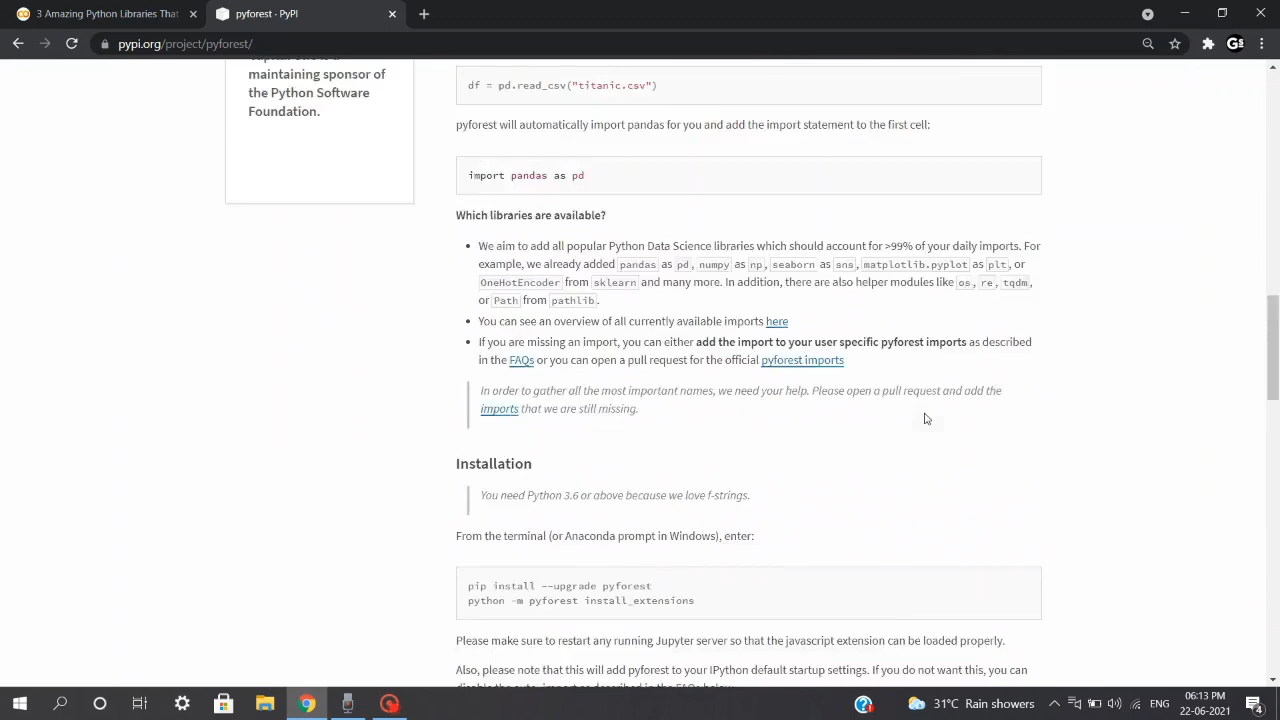 3 Amazing Python Libraries That
pyforest · PyPI
pypi.org/project/pyforest/
maintaining sponsor of
the Python Software
Foundation.
df = pd.read_csv("titanic.csv")
pyforest will automatically import pandas for you and add the import statement to the first cell:
import pandas as pd
Which libraries are available?
• We aim to add all popular Python Data Science libraries which should account for >99% of your daily imports. For
example, we already added pandas as pd, numpy as np, seaborn as sns, matplotlib.pyplot as plt, or
OneHotEncoder from sklearn and many more. In addition, there are also helper modules like os, re, tqdm,
or Path from pathlib.
• You can see an overview of all currently available imports here
• If you are missing an import, you can either add the import to your user specific pyforest imports as described
in the FAQs or you can open a pull request for the official pyforest imports
In order to gather all the most important names, we need your help. Please open a pull request and add the
imports that we are still missing.
Installation
You need Python 3.6 or above because we love f-strings.
From the terminal (or Anaconda prompt in Windows), enter:
pip install --upgrade pyforest
python -m pyforest install_extensions
Please make sure to restart any running Jupyter server so that the javascript extension can be loaded properly.
Also, please note that this will add pyforest to your IPython default startup settings. If you do not want this, you can
31°C Rain showers
ENG
06:13 PM
22-06-2021
4